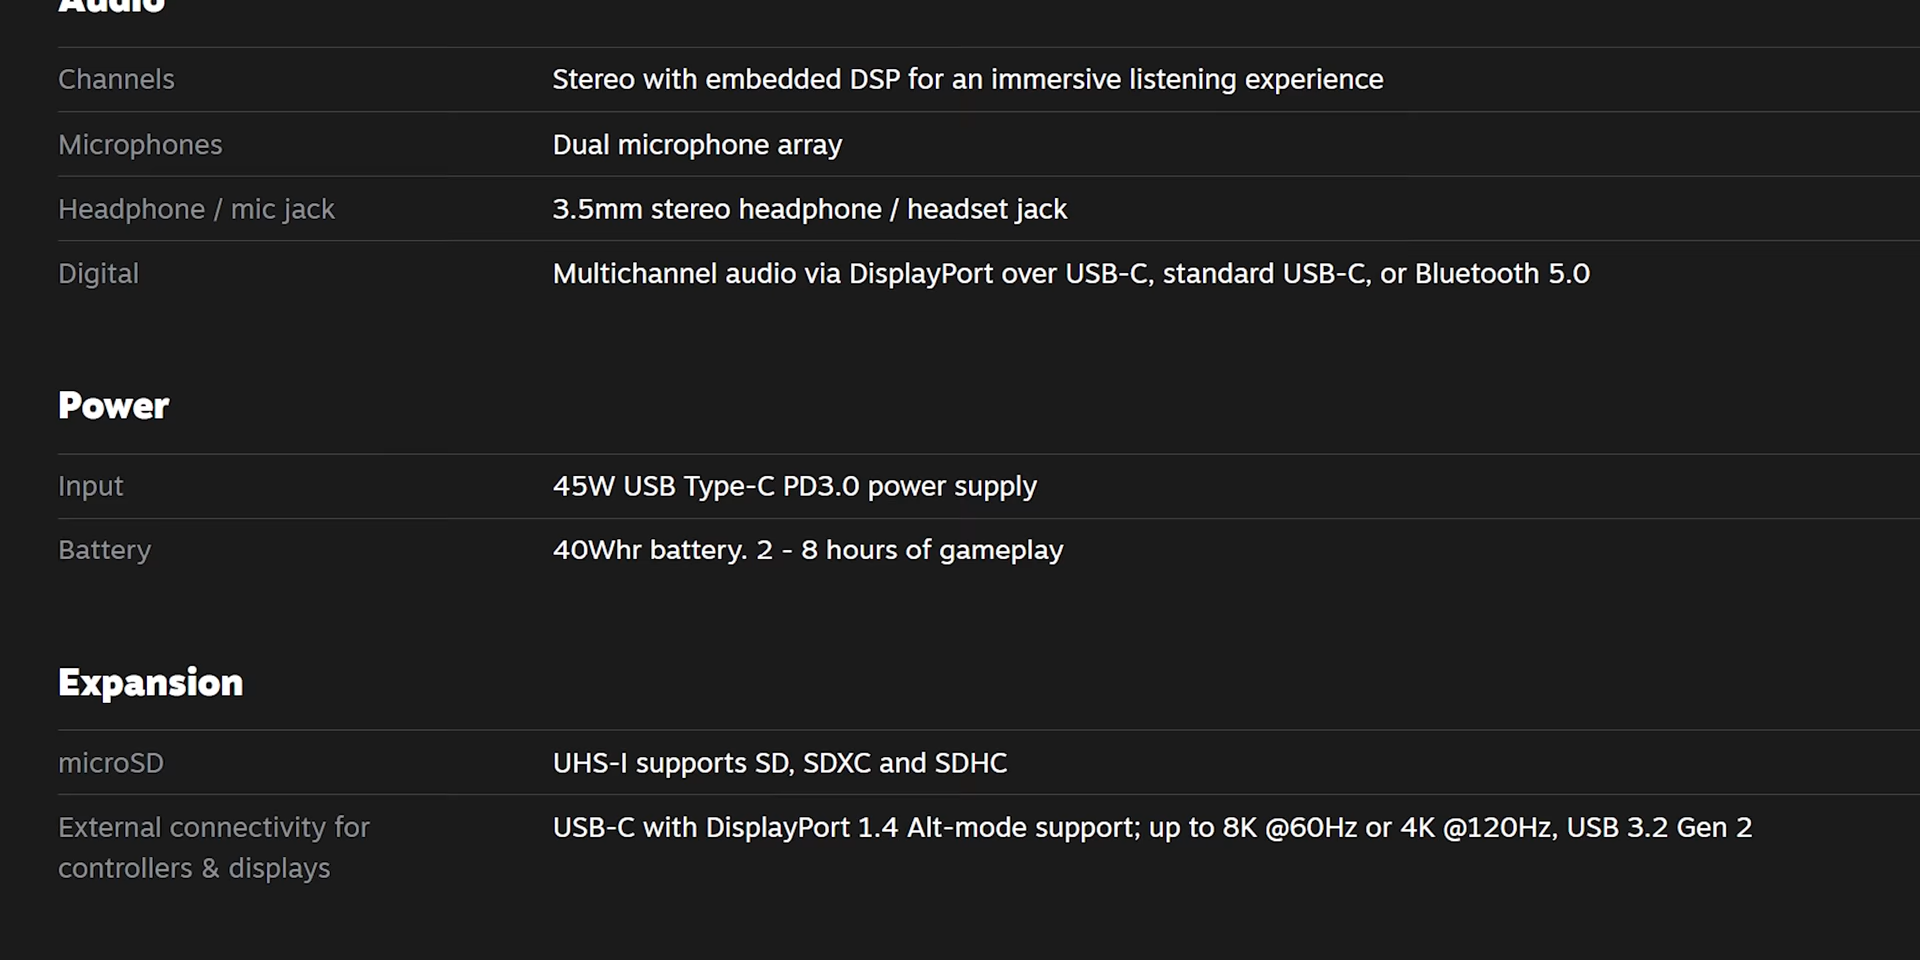 Audio
Channels Stereo with embedded DSP for an immersive listening experience
Microphones Dual microphone array
Headphone / mic jack 3.5mm stereo headphone / headset jack
Digital Multichannel audio via DisplayPort over USB-C, standard USB-C, or Bluetooth 5.0
Power
Input 45W USB Type-C PD3.0 power supply
Battery 40Whr battery. 2 - 8 hours of gameplay
Expansion
microSD UHS-I supports SD, SDXC and SDHC
External connectivity for USB-C with DisplayPort 1.4 Alt-mode support; up to 8K @60Hz or 4K @120Hz, USB 3.2 Gen 2
controllers & displays